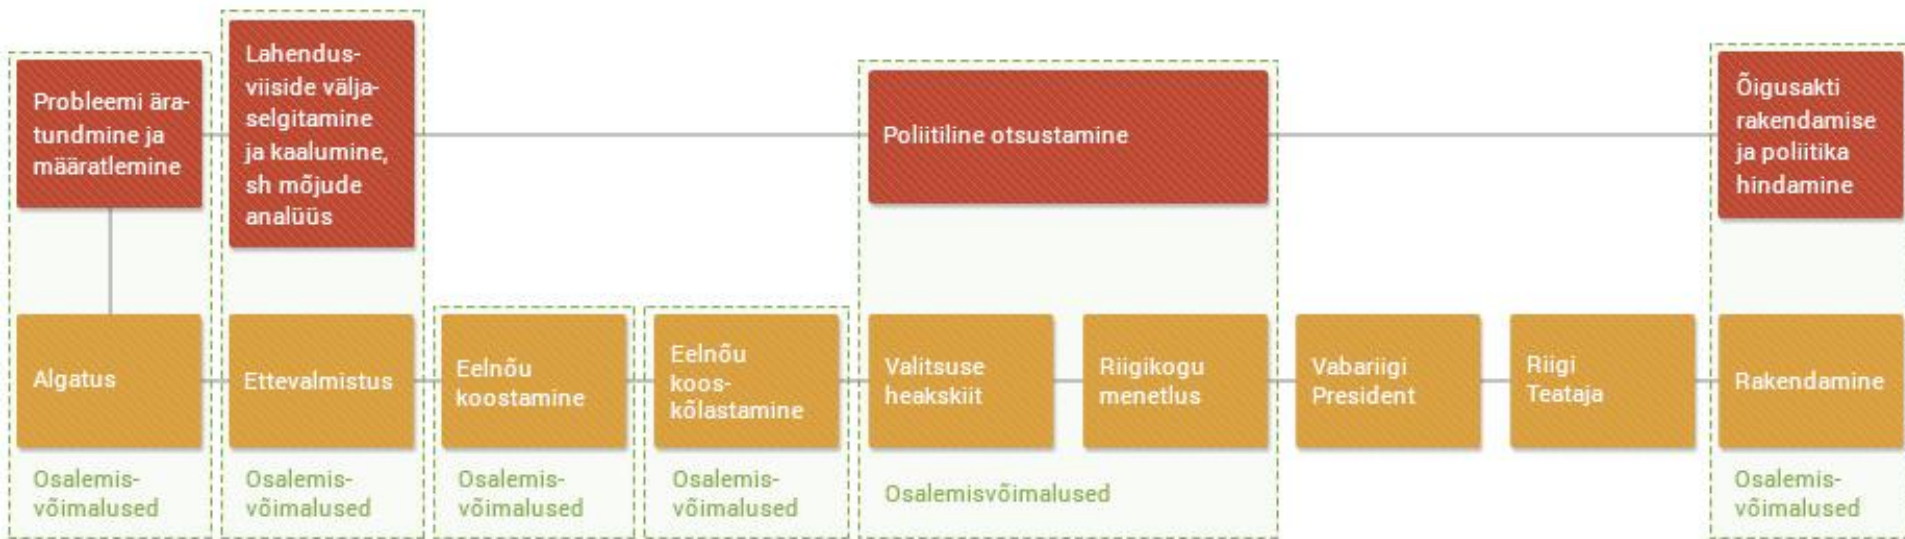 Probleemi ära-
tundmine ja
määratlemine
Lahendus-
viiside välja-
selgitamine
ja kaalumine,
sh mõjude
analüüs
Poliitiline otsustamine
Õigusakti
rakendamise
ja poliitika
hindamine
Algatus
Ettevalmistus
Eelnõu
koostamine
Eelnõu
koos-
kõlastamine
Valitsuse
heakskiit
Riigikogu
menetlus
Vabariigi
President
Riigi
Teataja
Rakendamine
Osalemis-
võimalused
Osalemis-
võimalused
Osalemis-
võimalused
Osalemis-
võimalused
Osalemisvõimalused
Osalemis-
võimalused